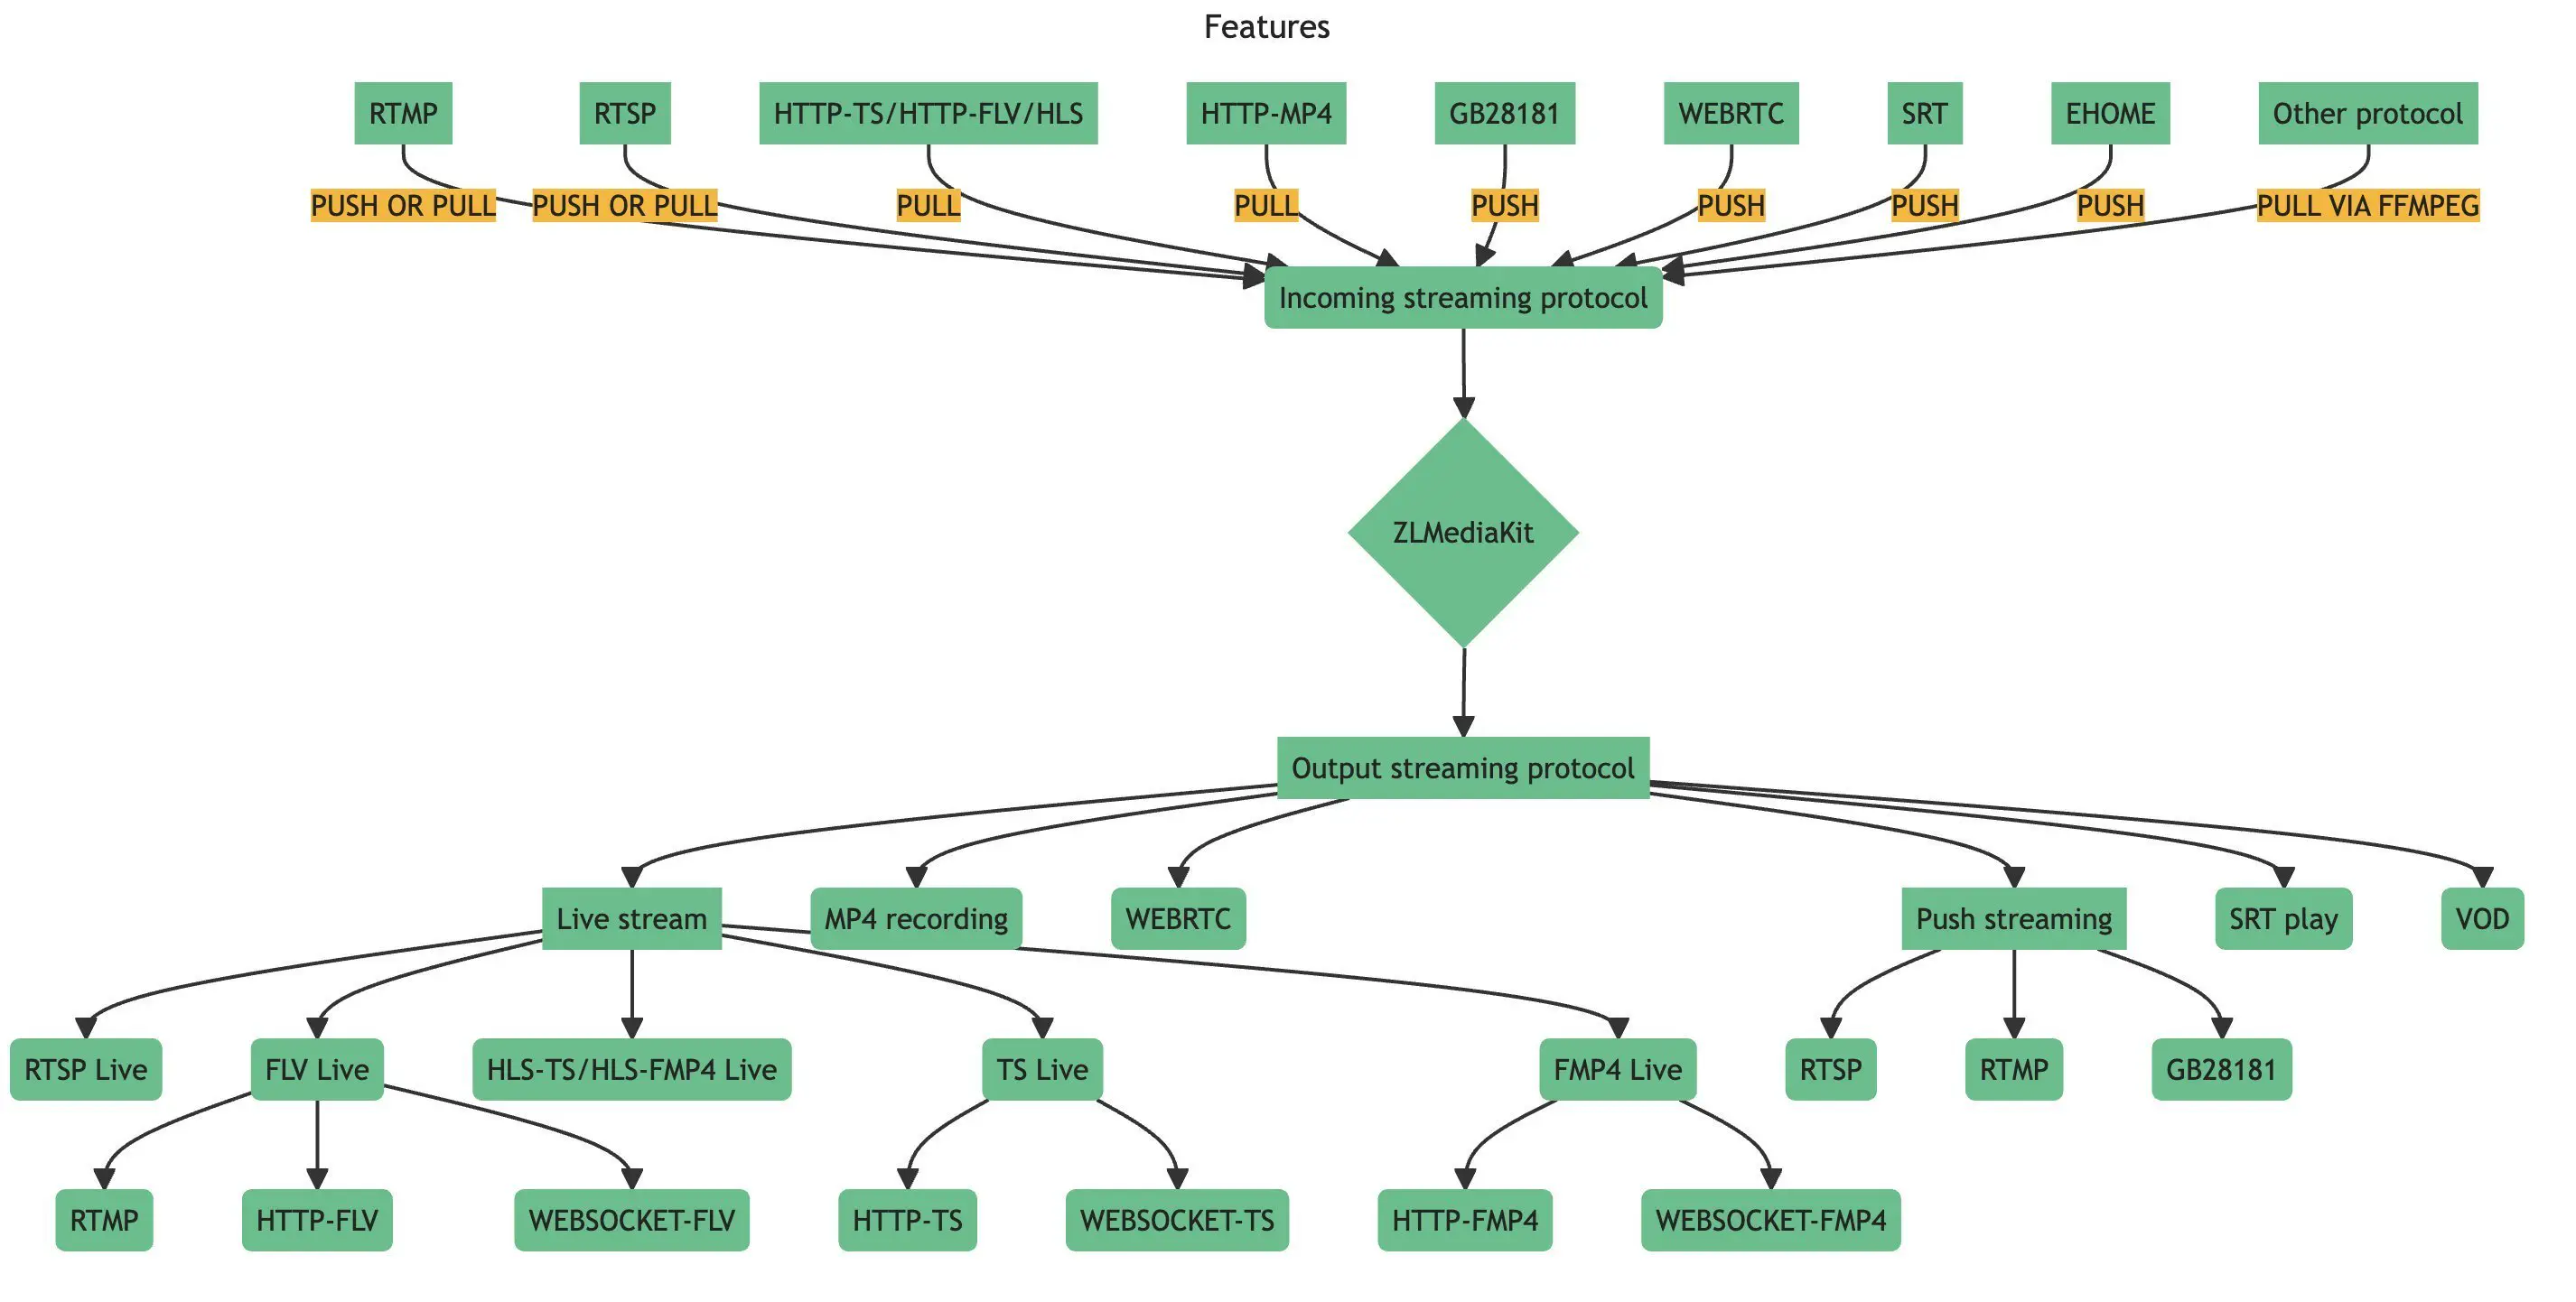 Features
RTMP
RTSP
HTTP-TS/HTTP-FLV/HLS
HTTP-MP4
GB28181
WEBRTC
SRT
EHOME
Other protocol
PUSH OR PULL
PUSH OR PULL
PULL
PULL
PUSH
PUSH
PUSH
PUSH
PULL VIA FFMPEG
Incoming streaming protocol
ZLMediaKit
Output streaming protocol
Live stream
MP4 recording
WEBRTC
Push streaming
SRT play
VOD
RTSP Live
FLV Live
HLS-TS/HLS-FMP4 Live
TS Live
FMP4 Live
RTSP
RTMP
GB28181
RTMP
HTTP-FLV
WEBSOCKET-FLV
HTTP-TS
WEBSOCKET-TS
HTTP-FMP4
WEBSOCKET-FMP4